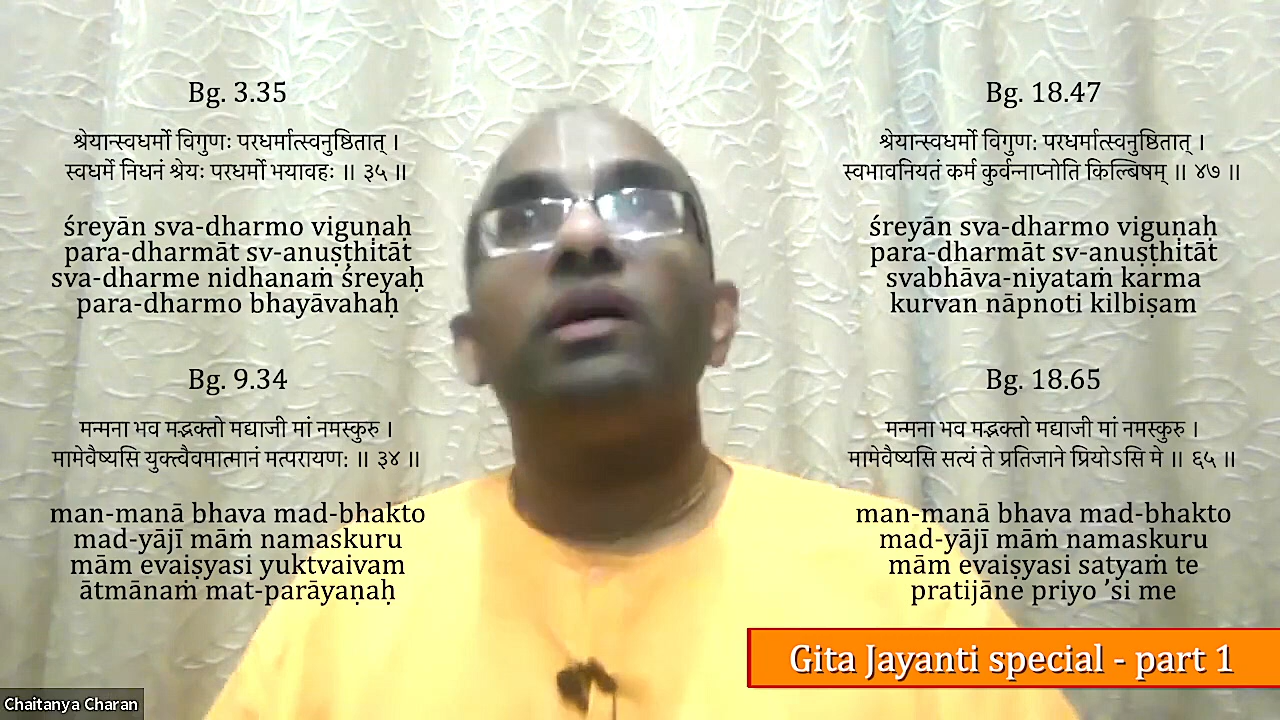 Bg. 3.35
श्रेयान्स्वधर्मो विगुणः परधर्मात्स्वनुष्ठितात् ।
स्वधर्मे निधनं श्रेयः परधर्मो भयावहः ॥ ३५ ॥
śreyān sva-dharmo viguṇaḥ
para-dharmāt sv-anuṣṭhitāt
sva-dharme nidhanaṁ śreyaḥ
para-dharmo bhayāvahaḥ
Bg. 18.47
श्रेयान्स्वधर्मो विगुण: परधर्मात्स्वनुष्ठितात् ।
स्वभावनियतं कर्म कुर्वन्नाप्नोति किल्बिषम् ॥ ४७ ॥
śreyān sva-dharmo viguṇaḥ
para-dharmāt sv-anuṣṭhitāt
svabhāva-niyataṁ karma
kurvan nāpnoti kilbiṣam
Bg. 9.34
मन्मना भव मद्भक्तो मद्याजी मां नमस्कुरु ।
मामेवैष्यसि युक्त्वैवमात्मानं मत्परायण: ॥ ३४ ॥
man-manā bhava mad-bhakto
mad-yājī māṁ namaskuru
mām evaiṣyasi yuktvaivam
ātmānaṁ mat-parāyaṇaḥ
Bg. 18.65
मन्मना भव मद्भक्तो मद्याजी मां नमस्कुरु ।
मामेवैष्यसि सत्यं ते प्रतिजाने प्रियोऽसि मे ॥ ६५ ॥
man-manā bhava mad-bhakto
mad-yājī māṁ namaskuru
mām evaiṣyasi satyaṁ te
pratijāne priyo ’si me
Gita Jayanti special - part 1
Chaitanya Charan